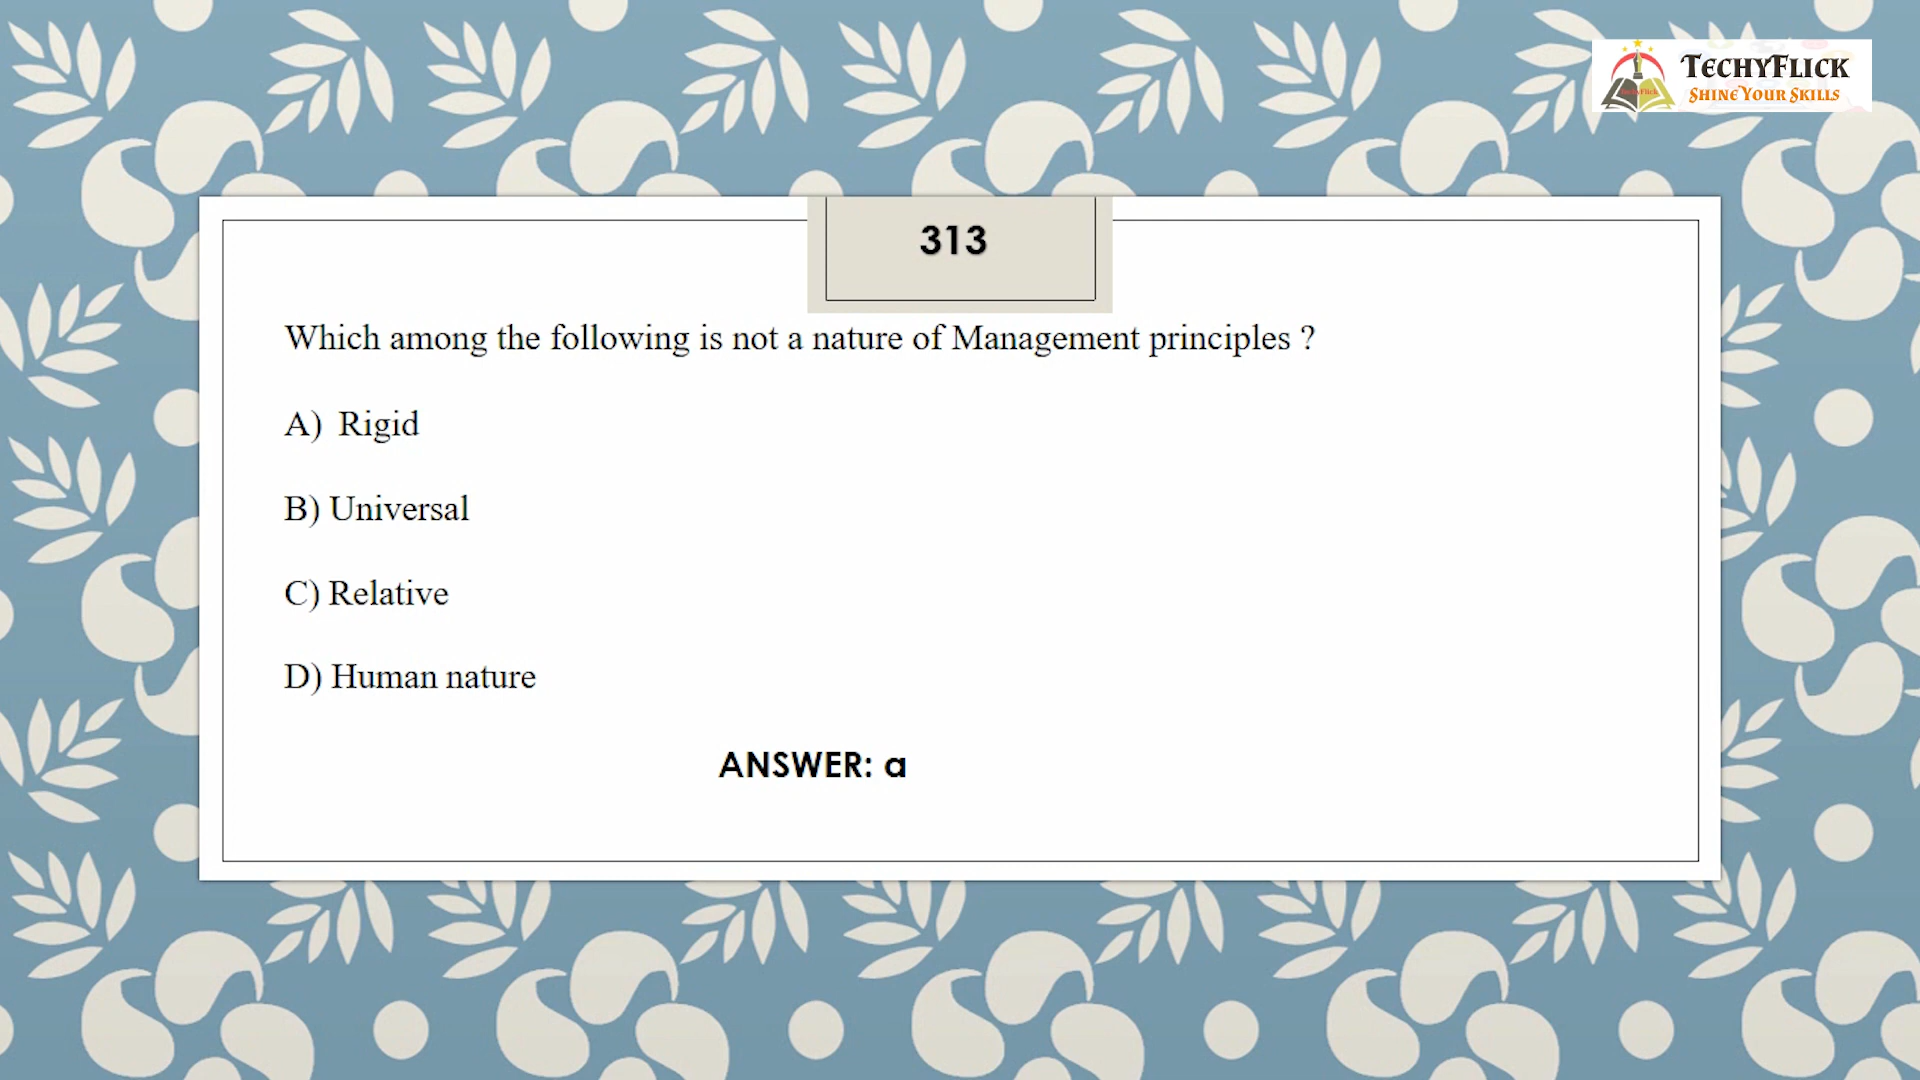 TECHYFLICK
SHINE YOUR SKILLS
313
Which among the following is not a nature of Management principles ?
A) Rigid
B) Universal
C) Relative
D) Human nature
ANSWER: a